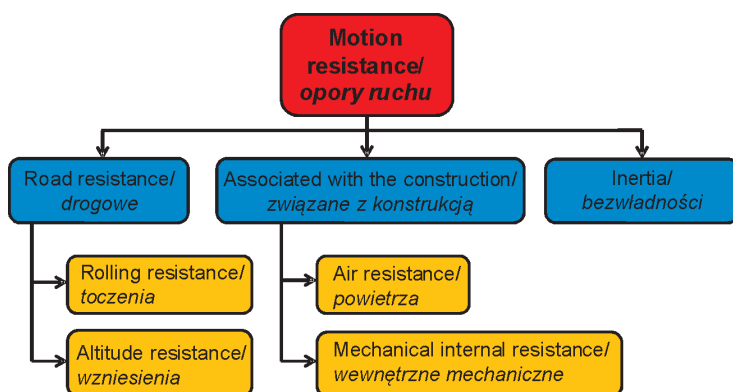 Motion
resistance/
opory ruchu
Road resistance/
drogowe
Associated with the construction/
związane z konstrukcją
Inertia/
bezwładności
Rolling resistance/
toczenia
Air resistance/
powietrza
Altitude resistance/
wzniesienia
Mechanical internal resistance/
wewnętrzne mechaniczne